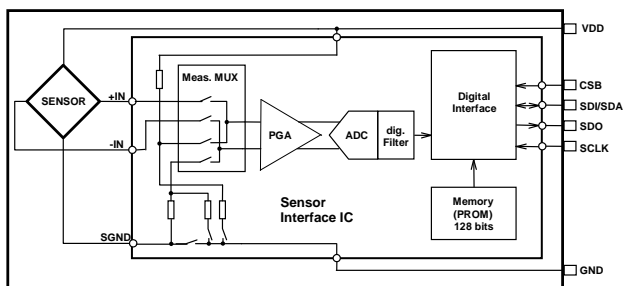 VDD
SENSOR
+IN
-IN
SGND
Meas. MUX
PGA
ADC
dig.
Filter
Digital
Interface
Memory
(PROM)
128 bits
Sensor
Interface IC
CSB
SDI/SDA
SDO
SCLK
GND